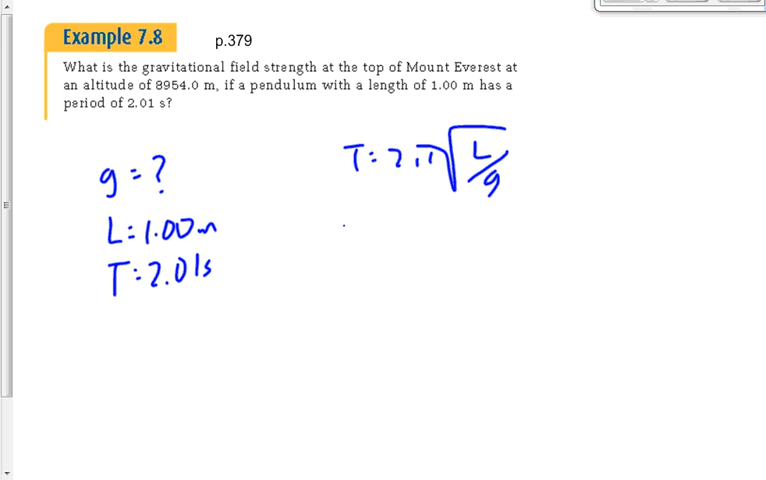 Example 7.8 p.379
What is the gravitational field strength at the top of Mount Everest at
an altitude of 8954.0 m, if a pendulum with a length of 1.00 m has a
period of 2.01 s?
g = ?
L = 1.00 m
T = 2.01 s
T = 2π√(L/g)